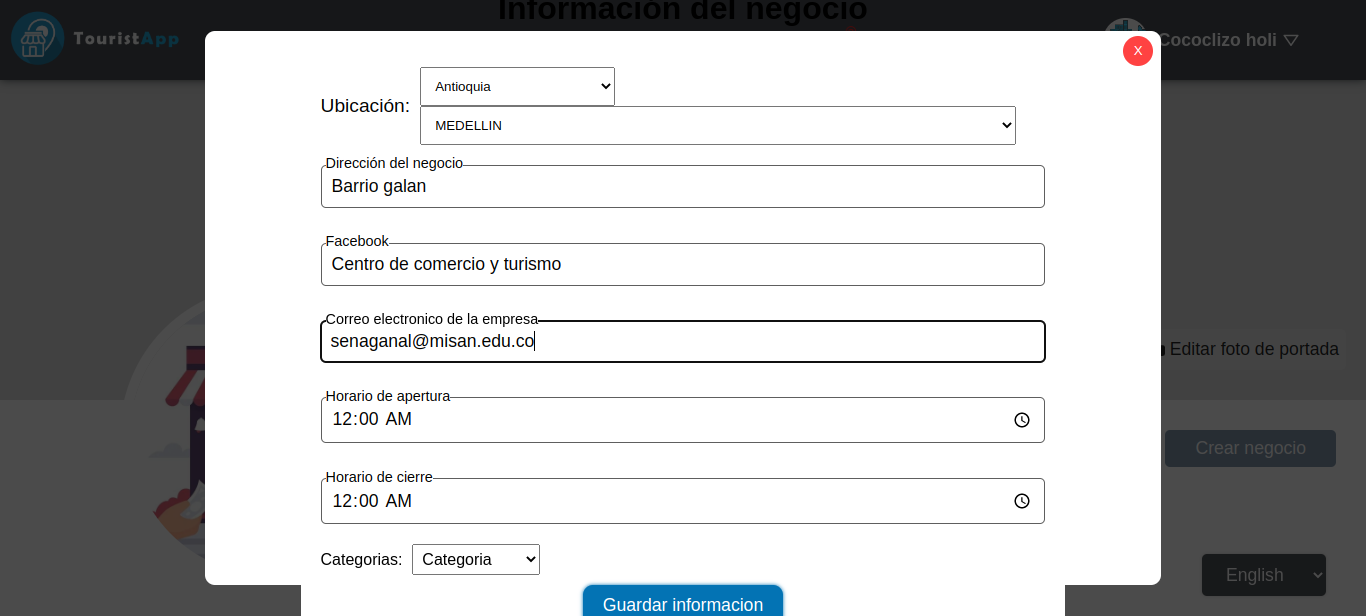 Información del negocio
TouristApp
Cococlizo holi
X
Ubicación:
Antioquia
MEDELLIN
Dirección del negocio
Barrio galan
Facebook
Centro de comercio y turismo
Correo electronico de la empresa
senaganal@misan.edu.co
Editar foto de portada
Horario de apertura
12:00 AM
Crear negocio
Horario de cierre
12:00 AM
Categorias:
Categoria
English
Guardar informacion